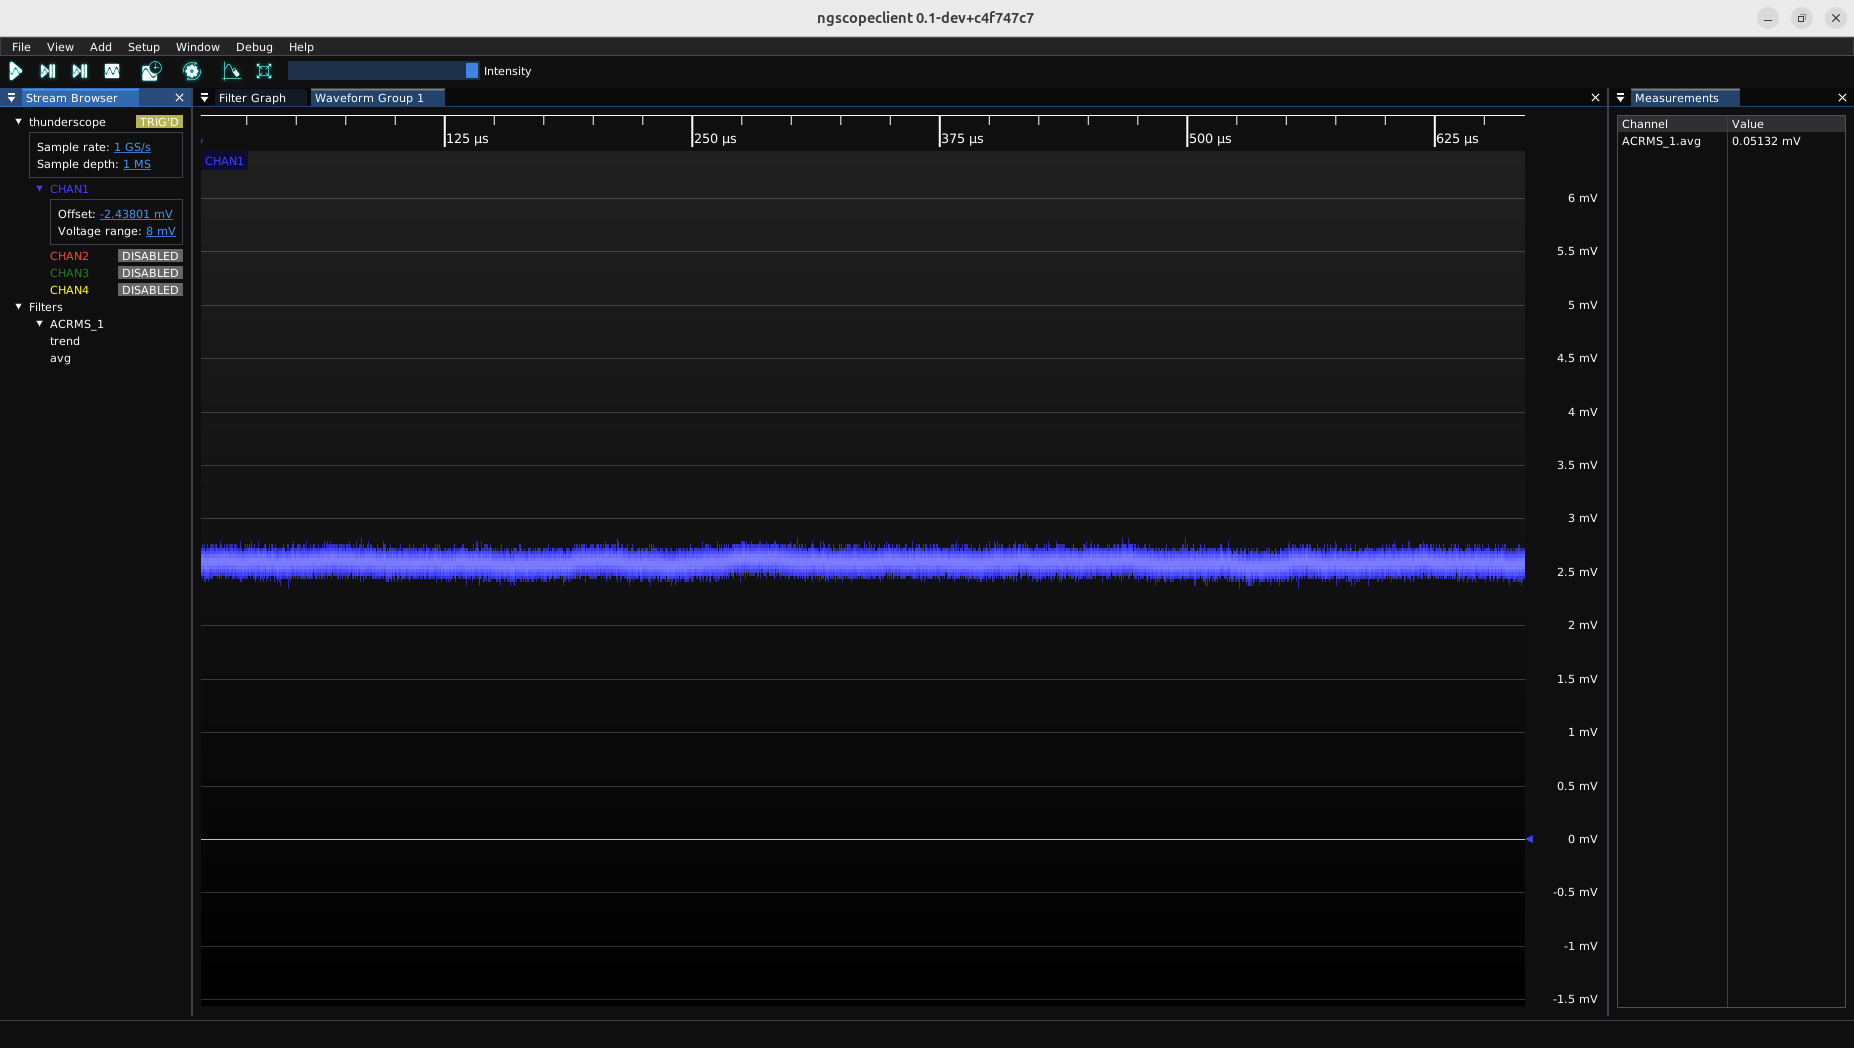 ngscopeclient 0.1-dev+c4f747c7
File View Add Setup Window Debug Help
Intensity
Stream Browser
thunderscope TRIG'D
Sample rate: 1 GS/s
Sample depth: 1 MS
CHAN1
Offset: -2.43801 mV
Voltage range: 8 mV
CHAN2 DISABLED
CHAN3 DISABLED
CHAN4 DISABLED
Filters
ACRMS_1
trend
avg
Filter Graph Waveform Group 1
125 µs 250 µs 375 µs 500 µs 625 µs
CHAN1
6 mV
5.5 mV
5 mV
4.5 mV
4 mV
3.5 mV
3 mV
2.5 mV
2 mV
1.5 mV
1 mV
0.5 mV
0 mV
-0.5 mV
-1 mV
-1.5 mV
Measurements
Channel Value
ACRMS_1.avg 0.05132 mV